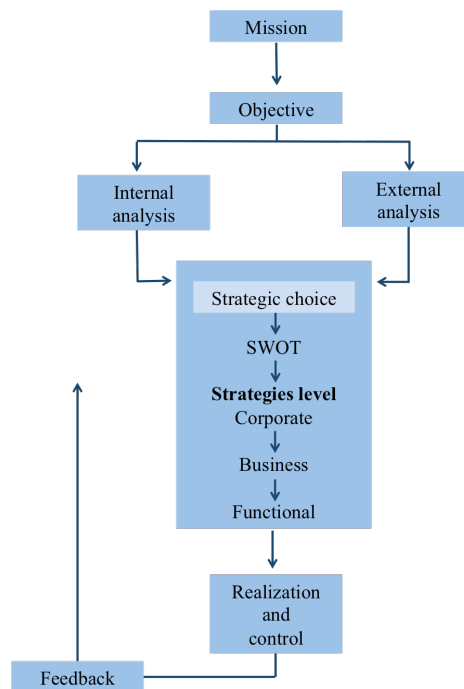 Mission
Objective
Internal
analysis
External
analysis
Strategic choice
SWOT
Strategies level
Corporate
Business
Functional
Realization
and
control
Feedback